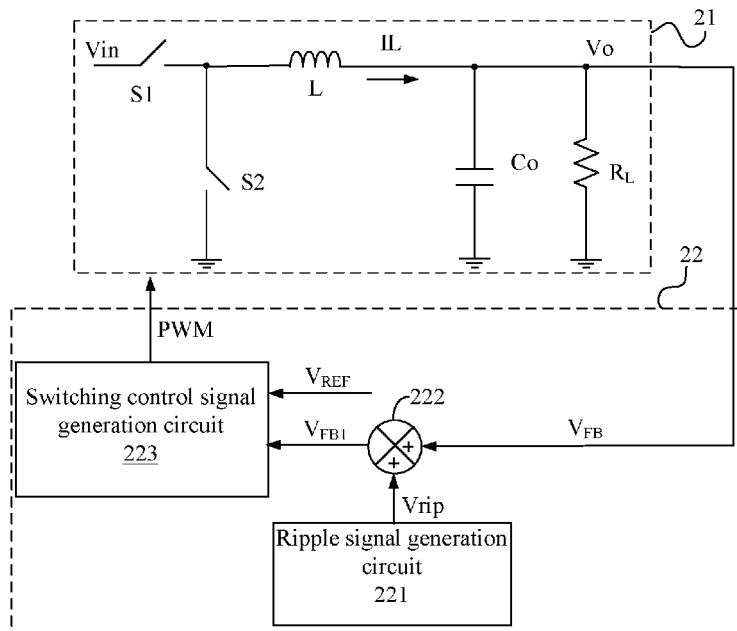 21
Vin
IL
Vo
S1
L
S2
Co
RL
22
PWM
Switching control signal
generation circuit
223
VREF
222
VFB1
VFB
+
+
Vrip
Ripple signal generation
circuit
221